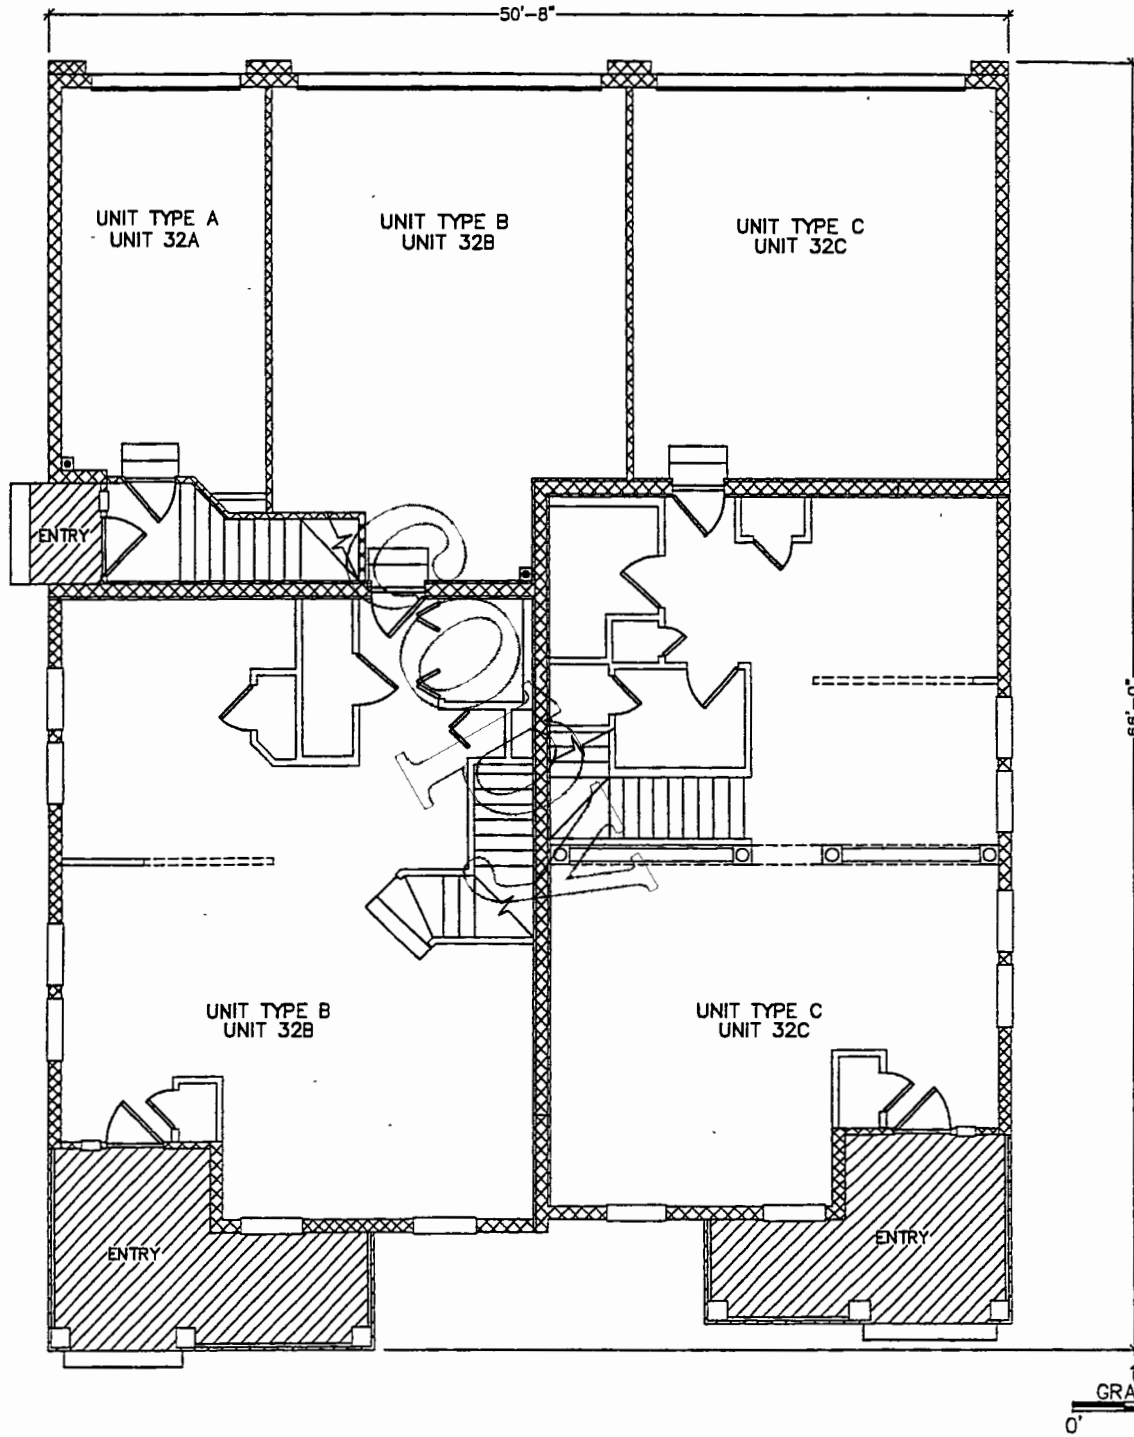 50'-8"
UNIT TYPE A
UNIT 32A
UNIT TYPE B
UNIT 32B
UNIT TYPE C
UNIT 32C
ENTRY
UNIT TYPE B
UNIT 32B
UNIT TYPE C
UNIT 32C
ENTRY
ENTRY
GRA
0'